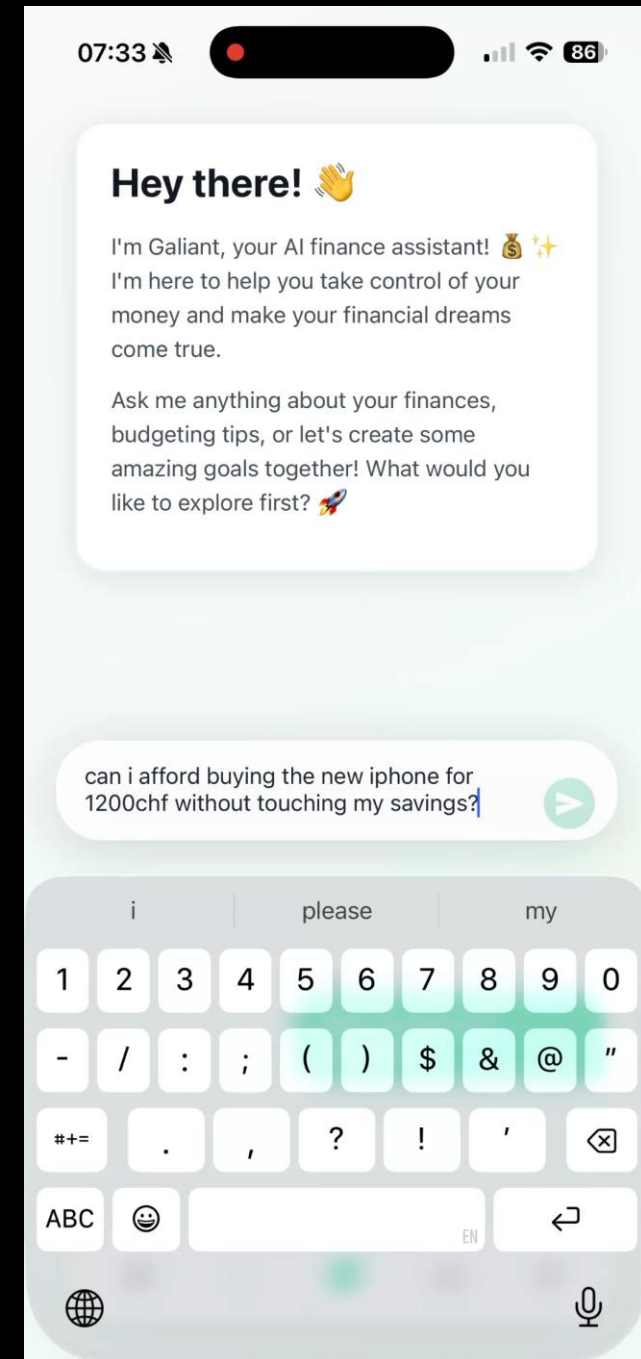 07:33
86
Hey there! 👋
I'm Galiant, your AI finance assistant! 💰 ✨
I'm here to help you take control of your
money and make your financial dreams
come true.
Ask me anything about your finances,
budgeting tips, or let's create some
amazing goals together! What would you
like to explore first? 🚀
can i afford buying the new iphone for
1200chf without touching my savings?
i please my
1 2 3 4 5 6 7 8 9 0
- / : ; ( ) $ & @ "
#+= . , ? ! '
ABC
EN